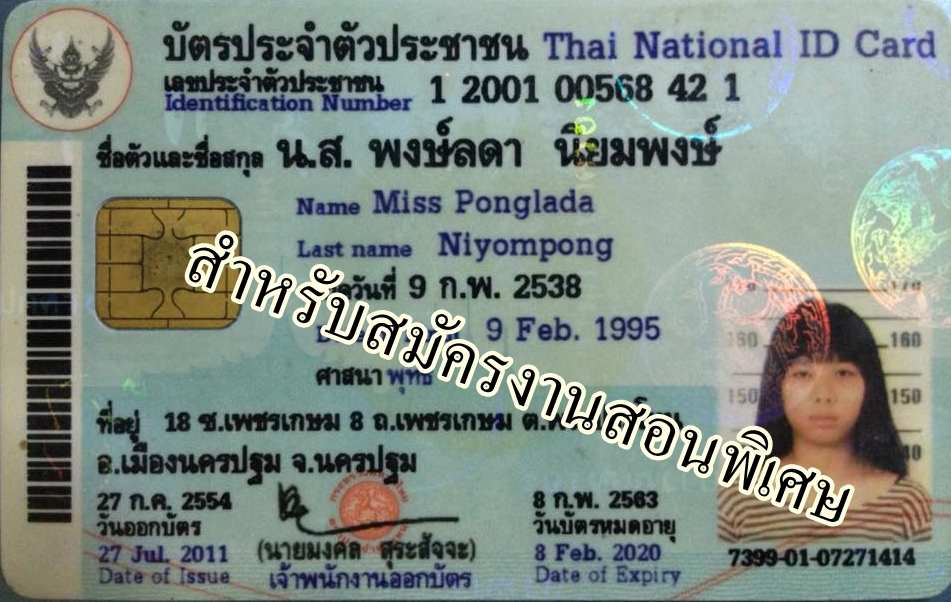 บัตรประจำตัวประชาชน Thai National ID Card
เลขประจำตัวประชาชน
Identification Number 1 2001 00568 42 1
ชื่อตัวและชื่อสกุล น.ส. พงษ์ลดา นิยมพงษ์
Name Miss Ponglada
Last name Niyompong
วันที่ 9 ก.พ. 2538
9 Feb. 1995
ศาสนา พุทธ
สำหรับสมัครงานสอนพิเศษ
ที่อยู่ 18 ซ.เพชรเกษม 8 ถ.เพชรเกษม
อ.เมืองนครปฐม จ.นครปฐม
27 ก.ค. 2554
วันออกบัตร
27 Jul. 2011
Date of Issue
(นายมงคล สุระสัจจะ)
เจ้าพนักงานออกบัตร
8 ก.พ. 2563
วันบัตรหมดอายุ
8 Feb. 2020
Date of Expiry
160 160
150 150
7399-01-07271414